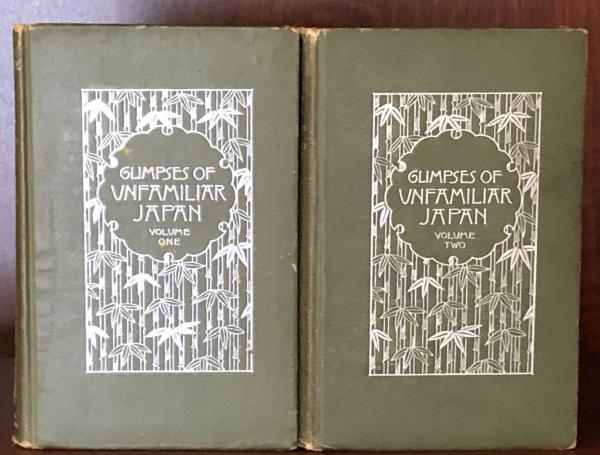 GLIMPSES OF
UNFAMILIAR
JAPAN
VOLUME
ONE
GLIMPSES OF
UNFAMILIAR
JAPAN
VOLUME
TWO